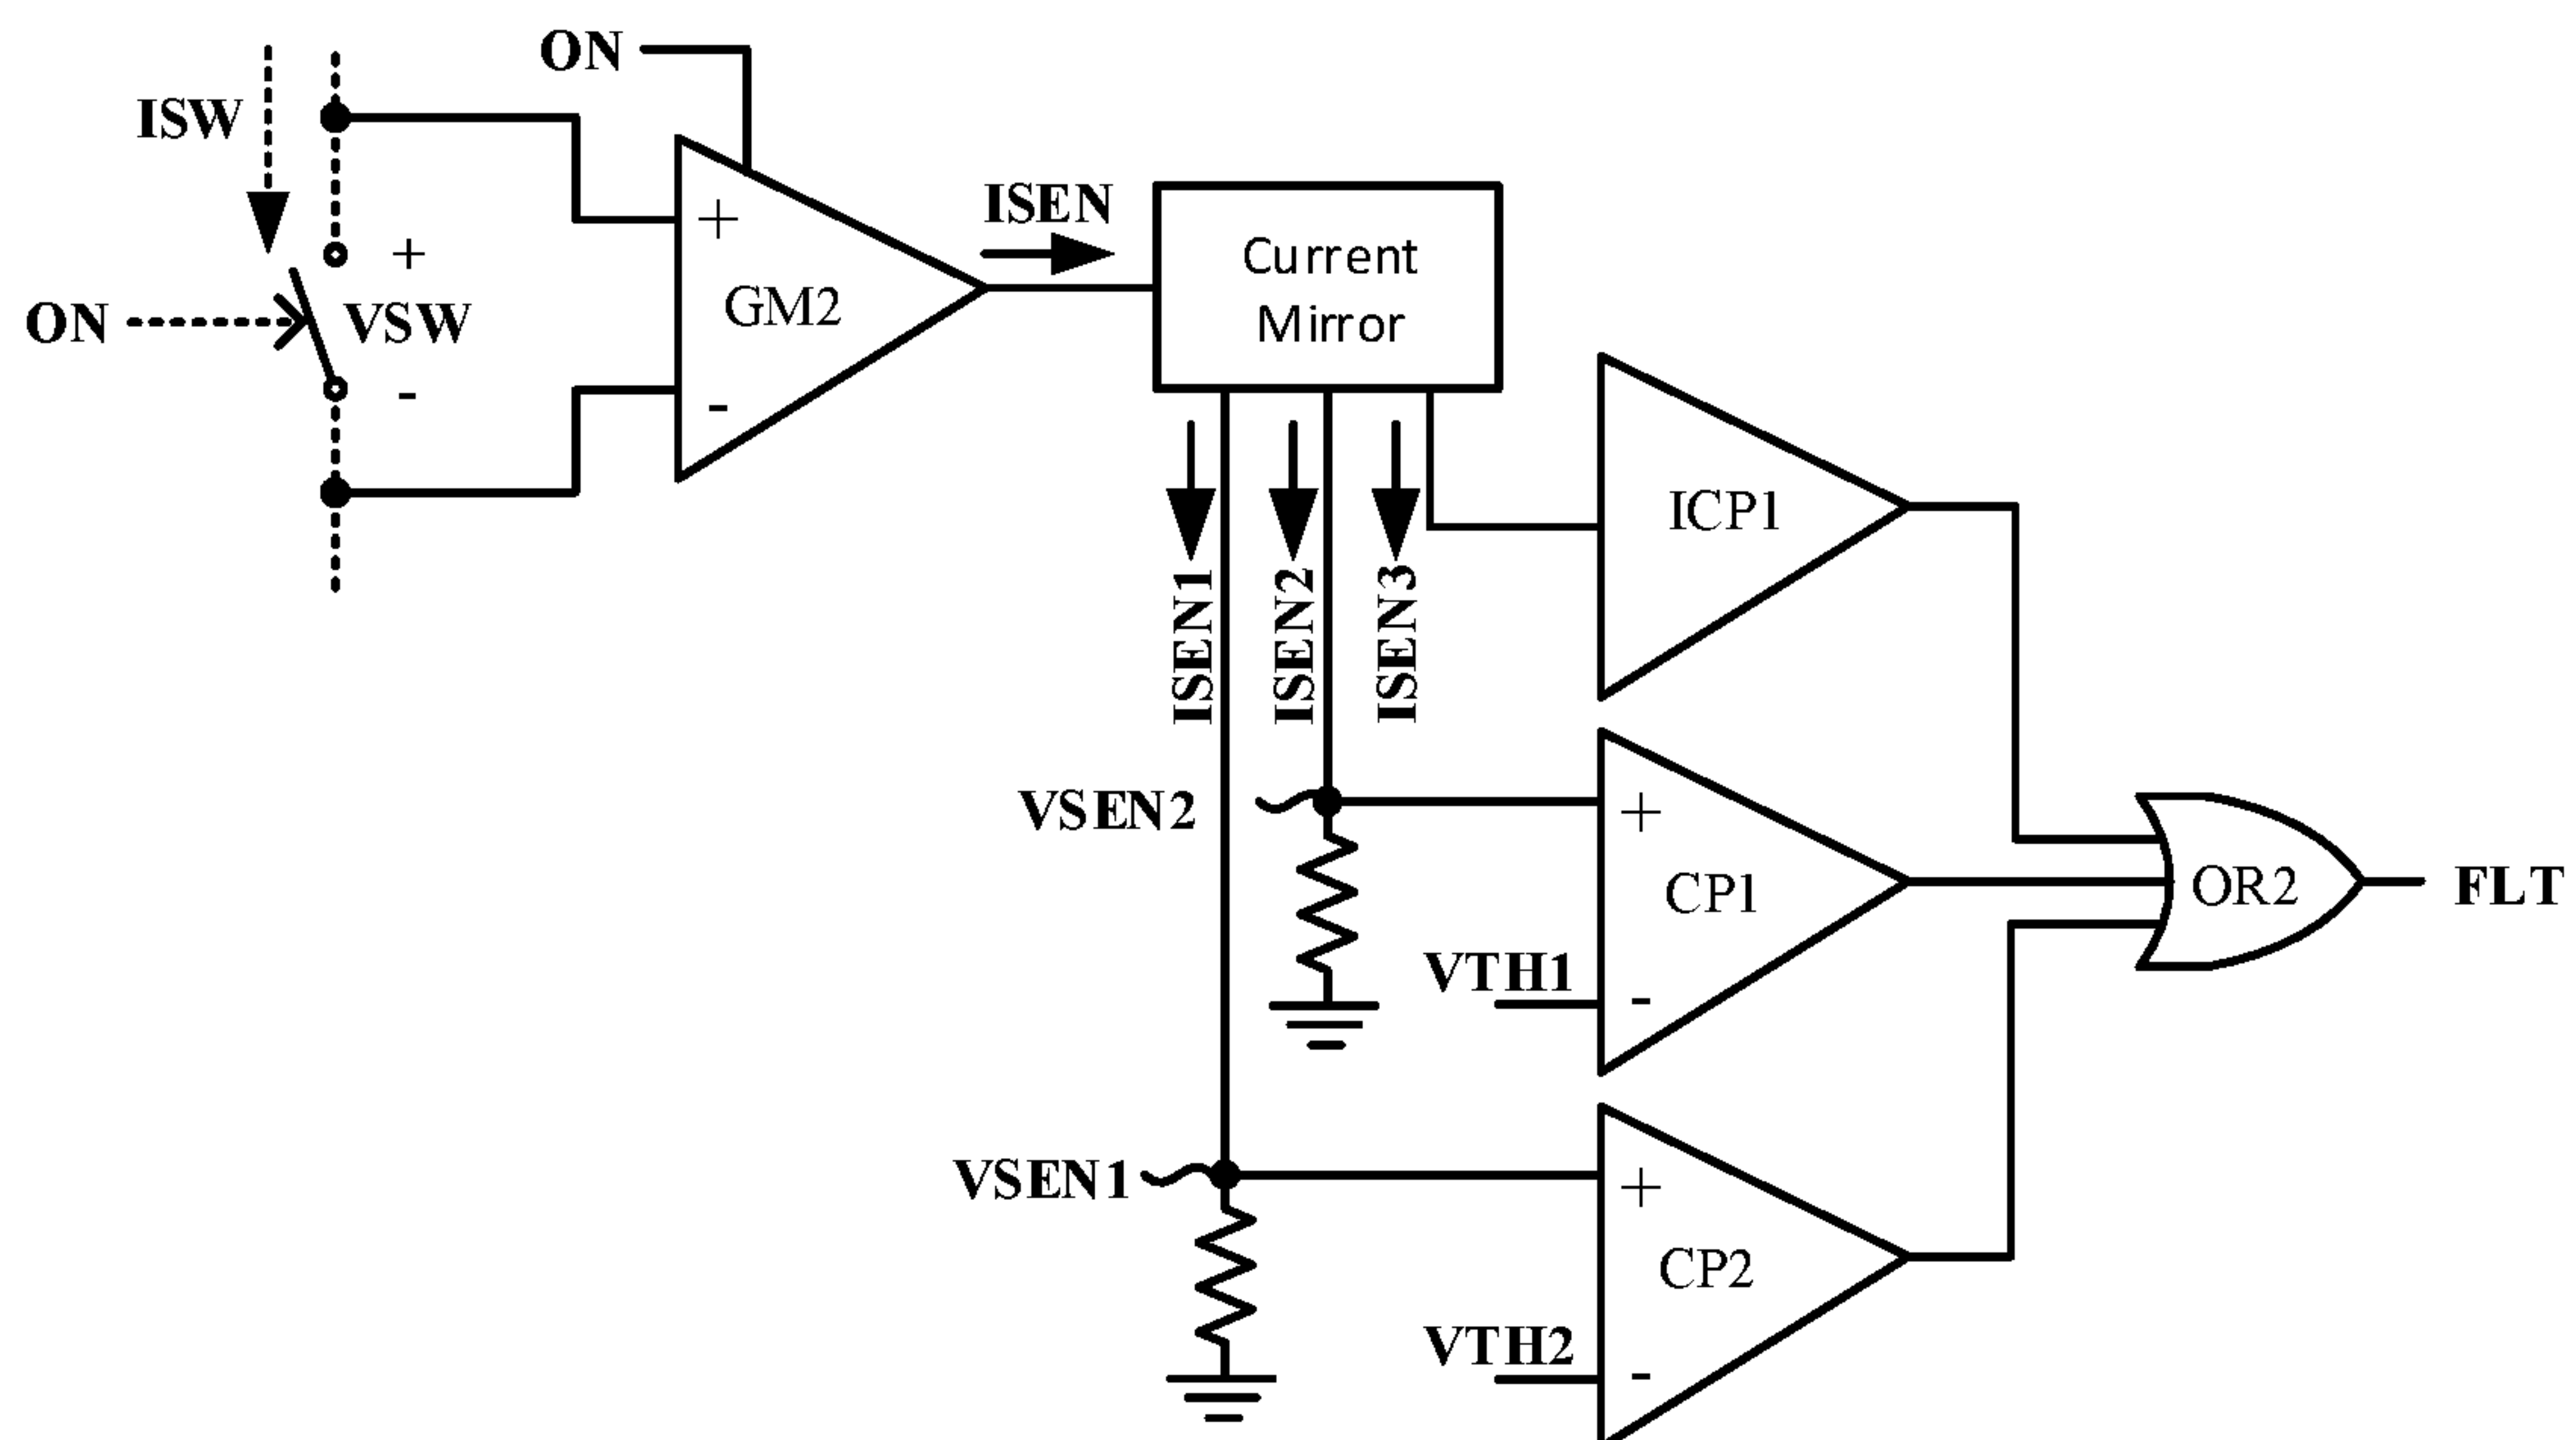 ON
ISW
+
ISEN
Current
Mirror
+
ON
VSW
GM2
-
-
ICP1
ISEN1
ISEN2
ISEN3
VSEN2
+
CP1
OR2
FLT
VTH1
-
VSEN1
+
CP2
VTH2
-